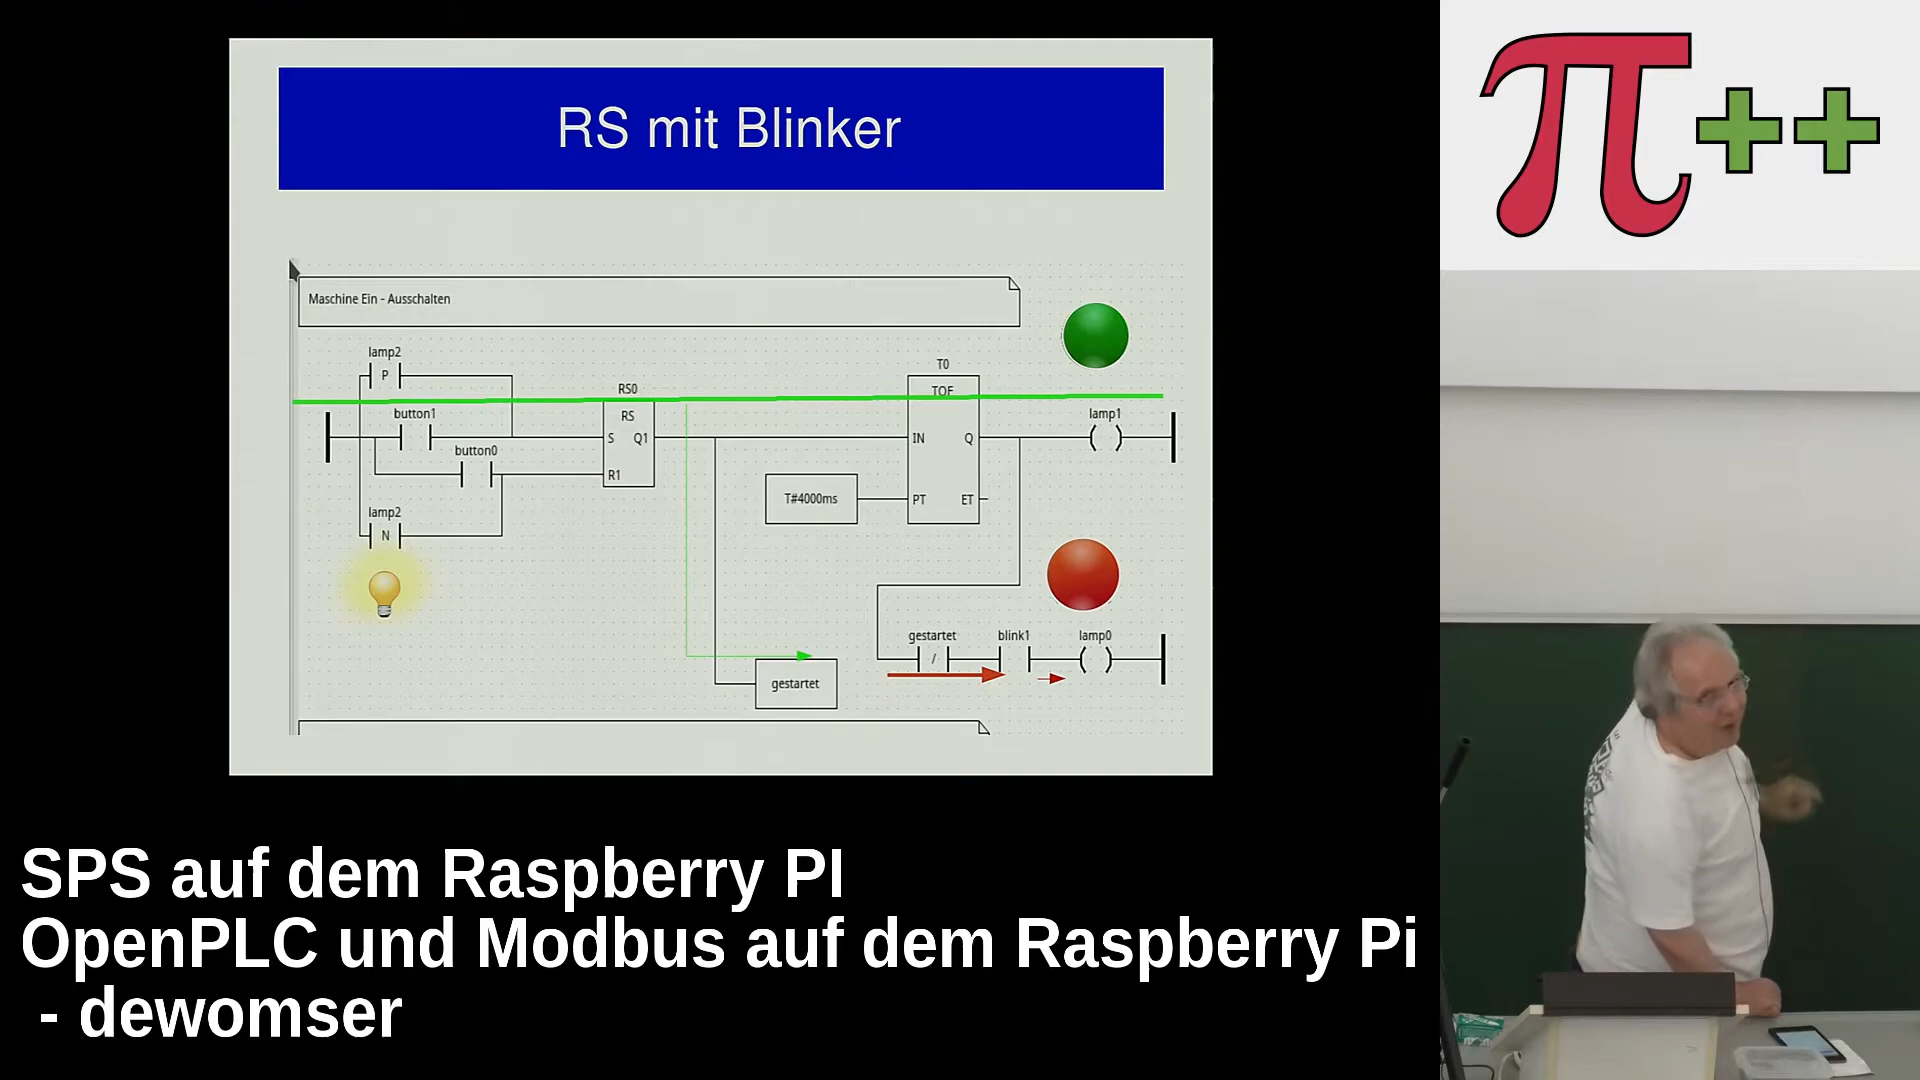 RS mit Blinker
π++
Maschine Ein - Ausschalten
lamp2
P
T0
RS0
TOF
button1
RS
lamp1
S Q1
IN Q
button0
R1
T#4000ms
PT ET
lamp2
N
gestartet
/
blink1
lamp0
gestartet
SPS auf dem Raspberry PI
OpenPLC und Modbus auf dem Raspberry Pi
- dewomser